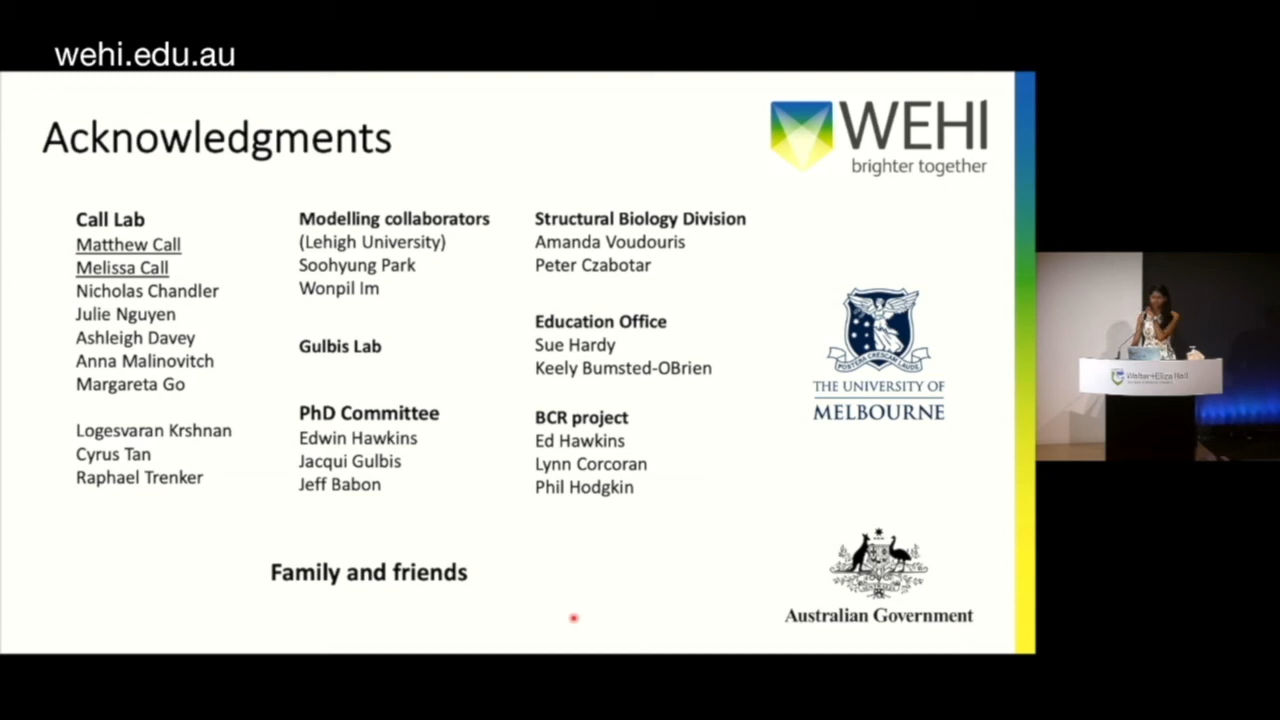 wehi.edu.au
Acknowledgments
WEHI
brighter together
Call Lab
Matthew Call
Melissa Call
Nicholas Chandler
Julie Nguyen
Ashleigh Davey
Anna Malinovitch
Margareta Go
Logesvaran Krshnan
Cyrus Tan
Raphael Trenker
Modelling collaborators
(Lehigh University)
Soohyung Park
Wonpil Im
Gulbis Lab
PhD Committee
Edwin Hawkins
Jacqui Gulbis
Jeff Babon
Structural Biology Division
Amanda Voudouris
Peter Czabotar
Education Office
Sue Hardy
Keely Bumsted-OBrien
BCR project
Ed Hawkins
Lynn Corcoran
Phil Hodgkin
Family and friends
POSTERA CRESCAM LAUDE
THE UNIVERSITY OF
MELBOURNE
Australian Government
Walter+Eliza Hall